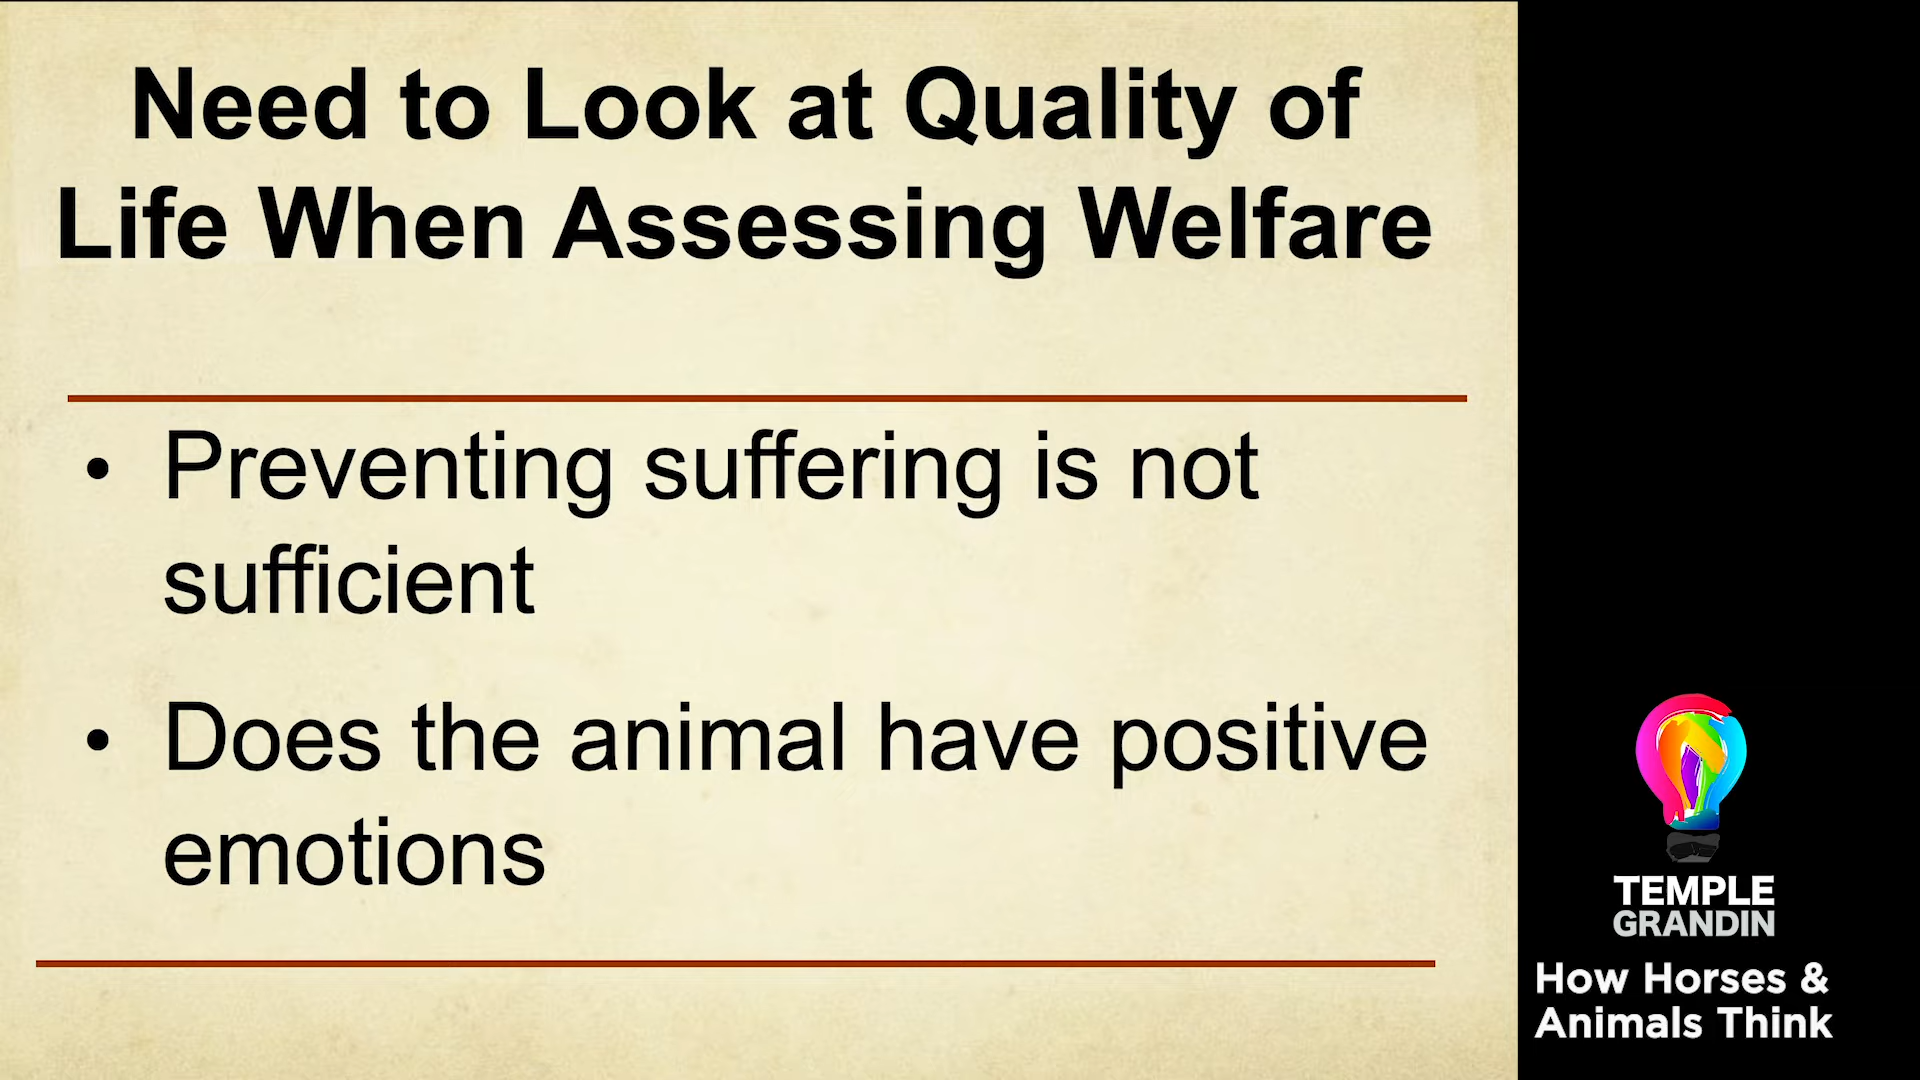 Need to Look at Quality of
Life When Assessing Welfare
• Preventing suffering is not
sufficient
• Does the animal have positive
emotions
TEMPLE
GRANDIN
How Horses &
Animals Think